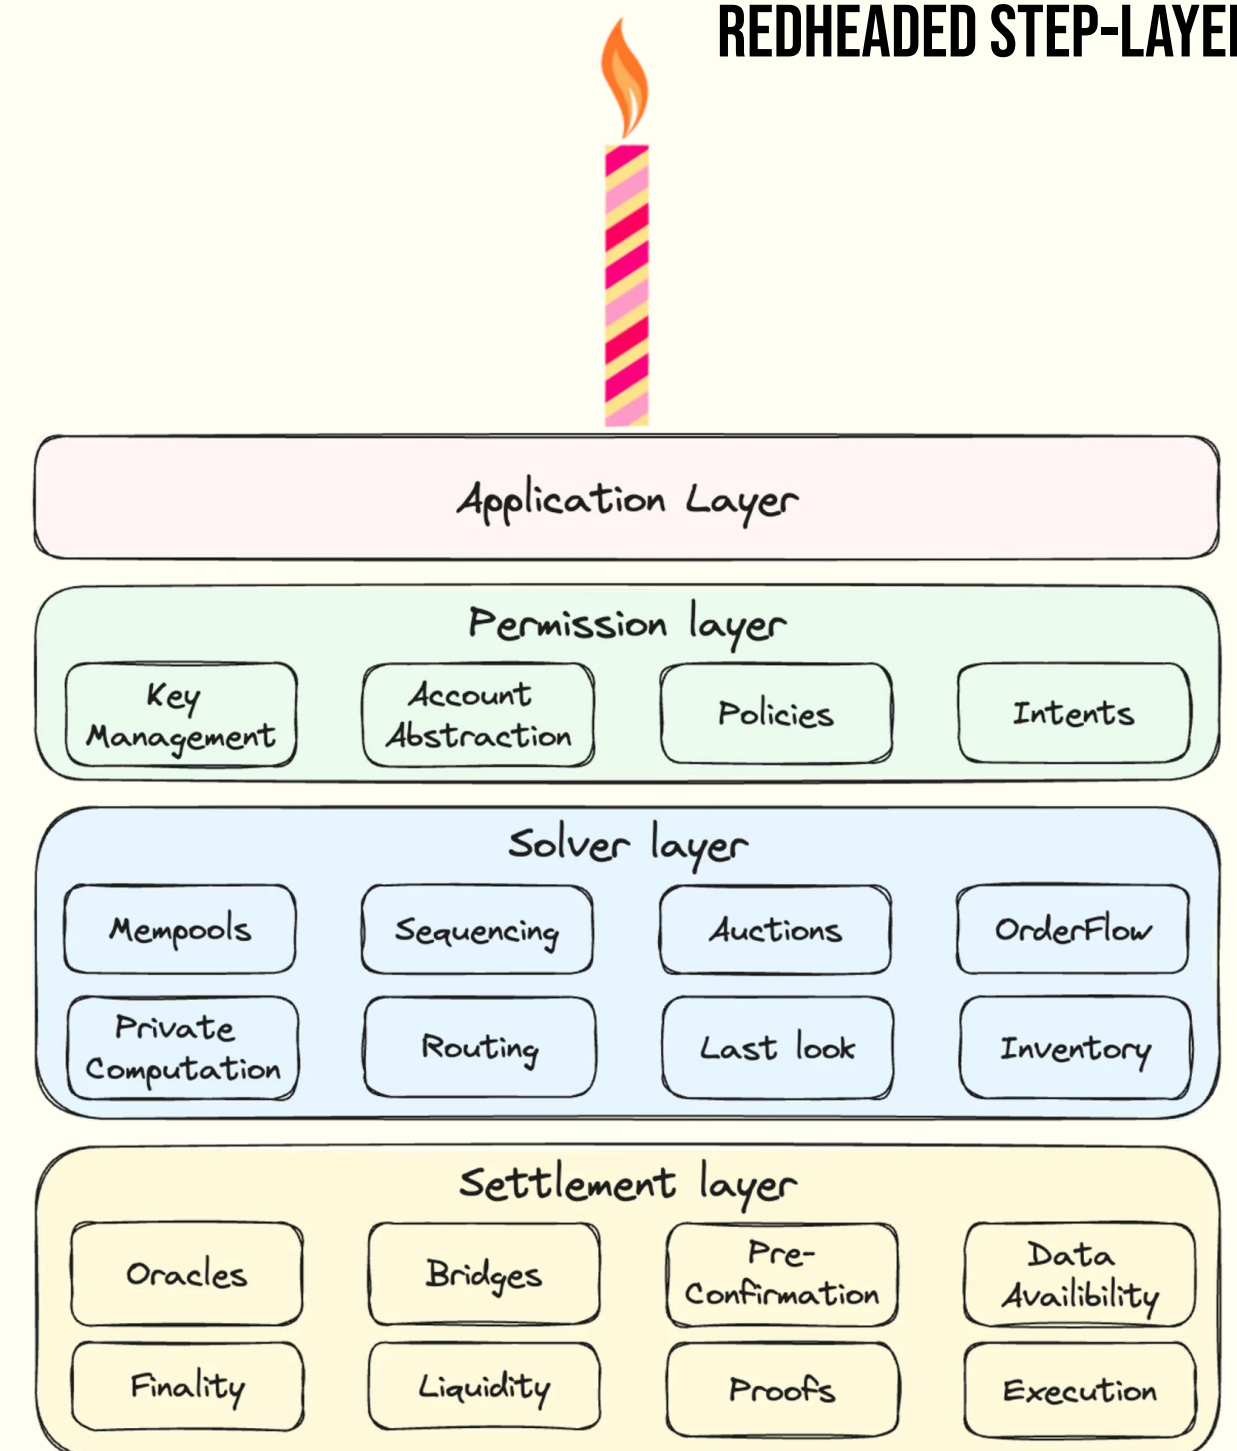 REDHEADED STEP-LAYER
Application Layer
Permission layer
Key
Management
Account
Abstraction
Policies
Intents
Solver layer
Mempools
Sequencing
Auctions
OrderFlow
Private
Computation
Routing
Last look
Inventory
Settlement layer
Oracles
Bridges
Pre-
Confirmation
Data
Availibility
Finality
Liquidity
Proofs
Execution